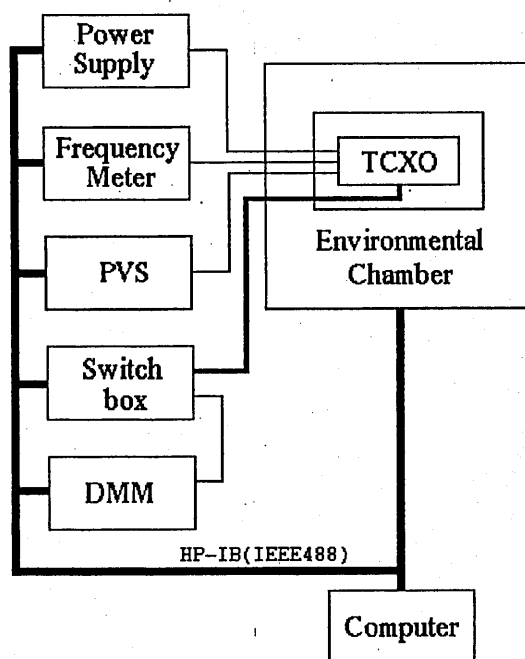 Power
Supply
Frequency
Meter
TCXO
PVS
Environmental
Chamber
Switch
box
DMM
HP-IB(IEEE488)
Computer